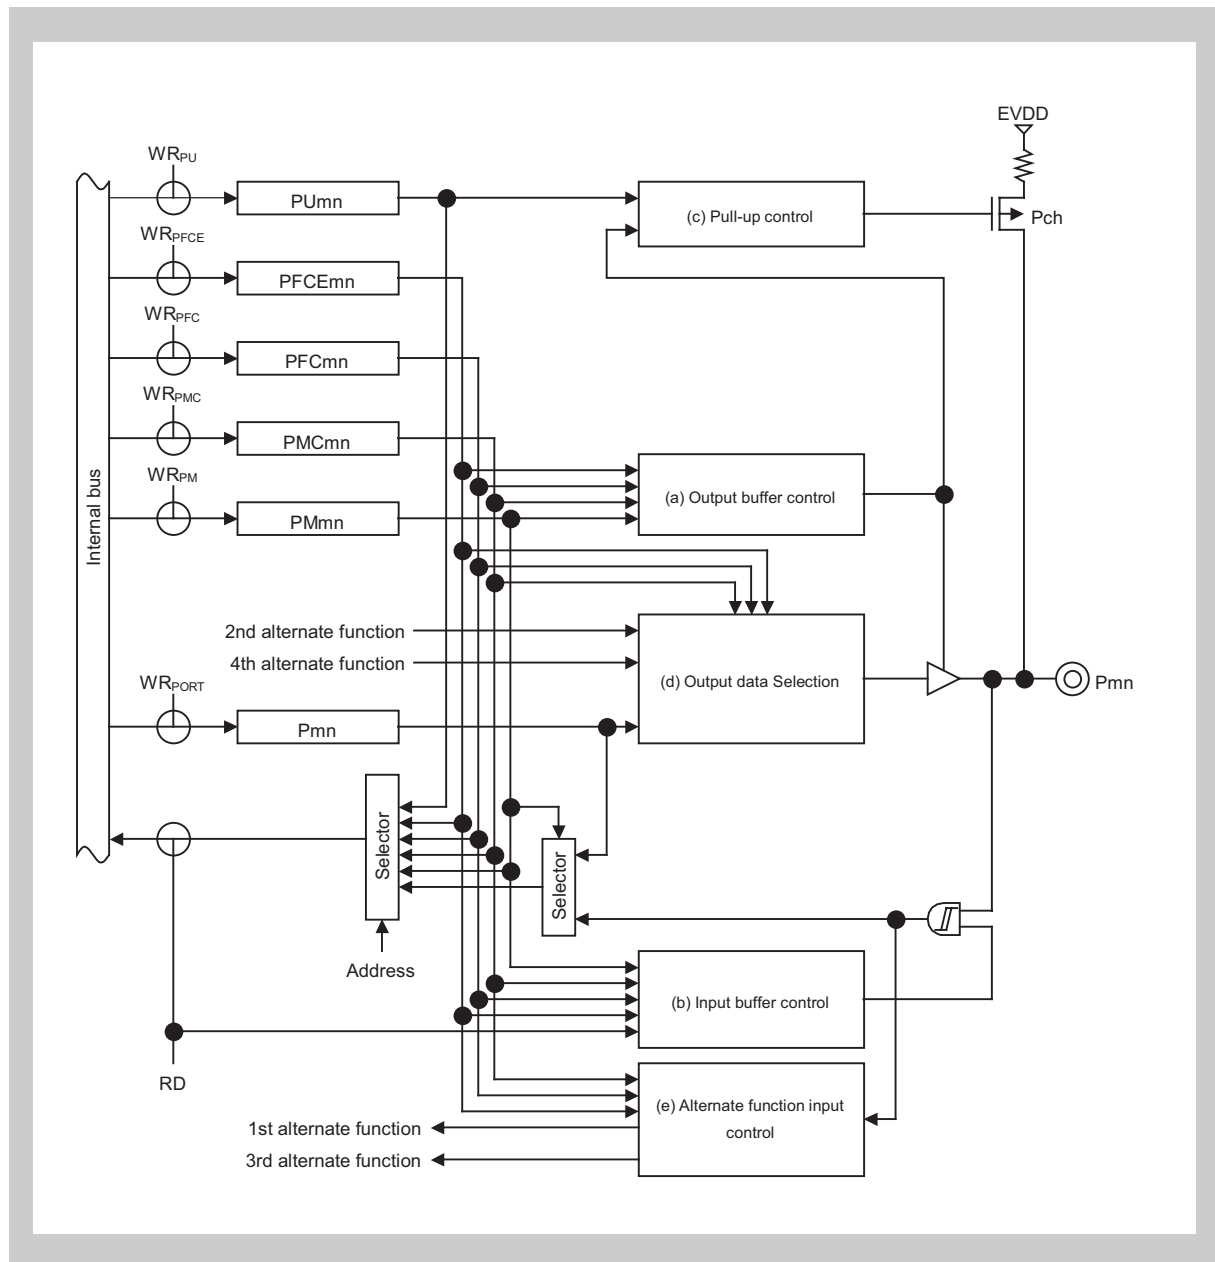 EVDD
WRPU
PUmn
(c) Pull-up control
Pch
WRPFCE
PFCEmn
WRPFC
PFCmn
WRPMC
PMCmn
WRPM
PMmn
(a) Output buffer control
Internal bus
2nd alternate function
4th alternate function
(d) Output data Selection
Pmn
WRPORT
Pmn
Selector
Selector
Address
(b) Input buffer control
RD
(e) Alternate function input
control
1st alternate function
3rd alternate function